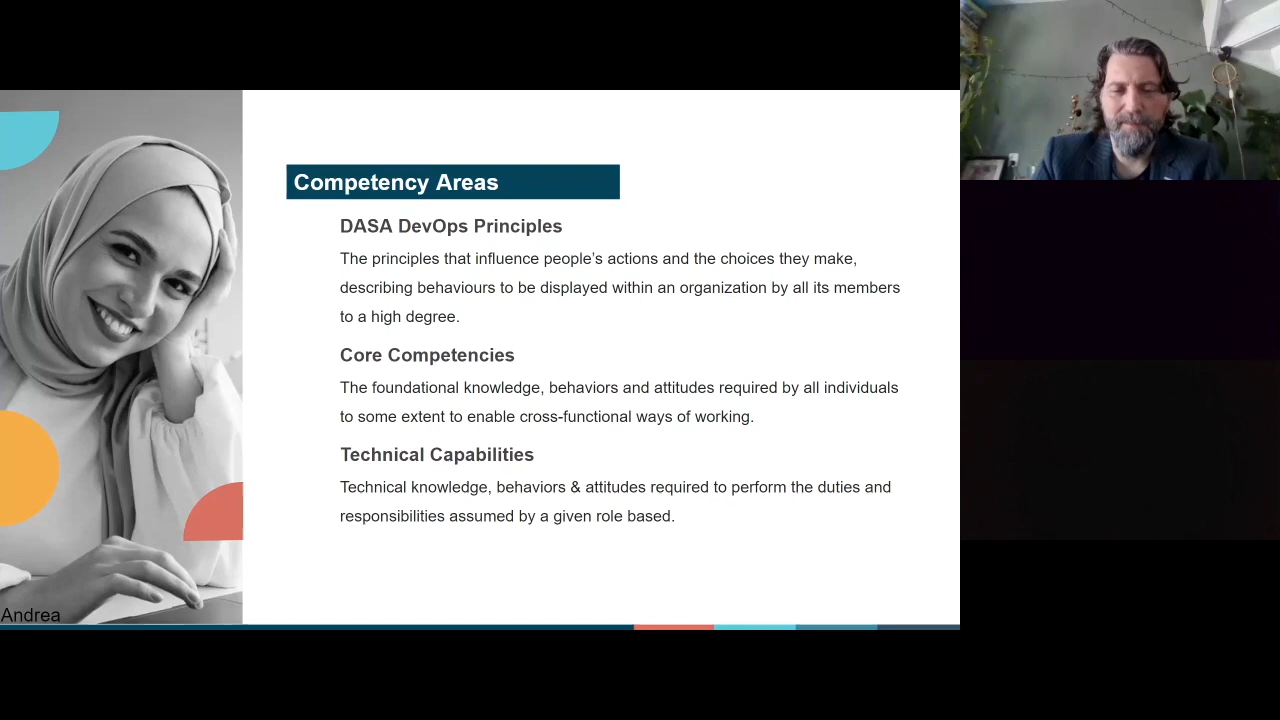 Competency Areas
DASA DevOps Principles
The principles that influence people’s actions and the choices they make,
describing behaviours to be displayed within an organization by all its members
to a high degree.
Core Competencies
The foundational knowledge, behaviors and attitudes required by all individuals
to some extent to enable cross-functional ways of working.
Technical Capabilities
Technical knowledge, behaviors & attitudes required to perform the duties and
responsibilities assumed by a given role based.
Andrea